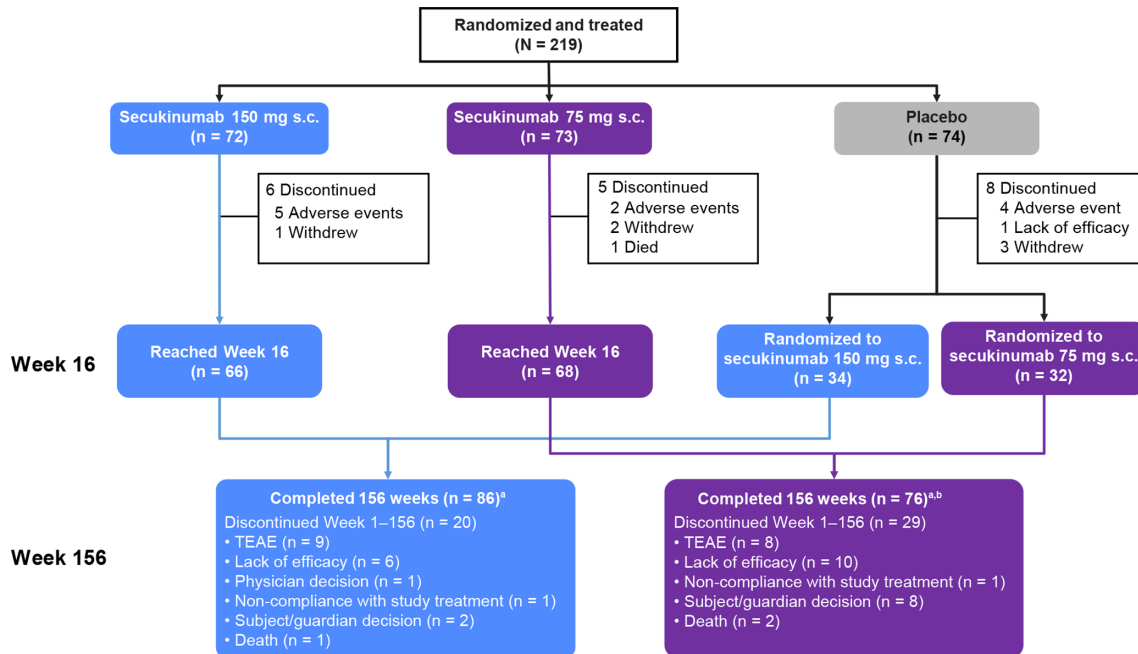 Randomized and treated
(N = 219)
Secukinumab 150 mg s.c.
(n = 72)
Secukinumab 75 mg s.c.
(n = 73)
Placebo
(n = 74)
6 Discontinued
5 Adverse events
1 Withdrew
5 Discontinued
2 Adverse events
2 Withdrew
1 Died
8 Discontinued
4 Adverse event
1 Lack of efficacy
3 Withdrew
Week 16
Reached Week 16
(n = 66)
Reached Week 16
(n = 68)
Randomized to
secukinumab 150 mg s.c.
(n = 34)
Randomized to
secukinumab 75 mg s.c.
(n = 32)
Week 156
Completed 156 weeks (n = 86)a
Discontinued Week 1–156 (n = 20)
• TEAE (n = 9)
• Lack of efficacy (n = 6)
• Physician decision (n = 1)
• Non-compliance with study treatment (n = 1)
• Subject/guardian decision (n = 2)
• Death (n = 1)
Completed 156 weeks (n = 76)a,b
Discontinued Week 1–156 (n = 29)
• TEAE (n = 8)
• Lack of efficacy (n = 10)
• Non-compliance with study treatment (n = 1)
• Subject/guardian decision (n = 8)
• Death (n = 2)